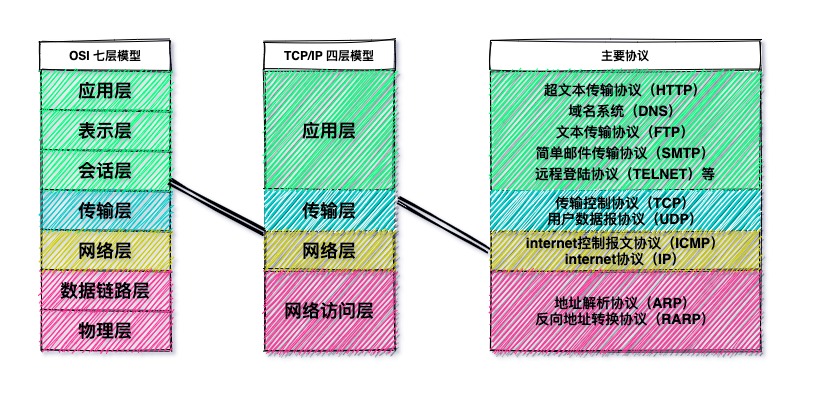 OSI 七层模型
应用层
表示层
会话层
传输层
网络层
数据链路层
物理层
TCP/IP 四层模型
应用层
传输层
网络层
网络访问层
主要协议
超文本传输协议（HTTP）
域名系统（DNS）
文本传输协议（FTP）
简单邮件传输协议（SMTP）
远程登陆协议（TELNET）等
传输控制协议（TCP）
用户数据报协议（UDP）
internet控制报文协议（ICMP）
internet协议（IP）
地址解析协议（ARP）
反向地址转换协议（RARP）